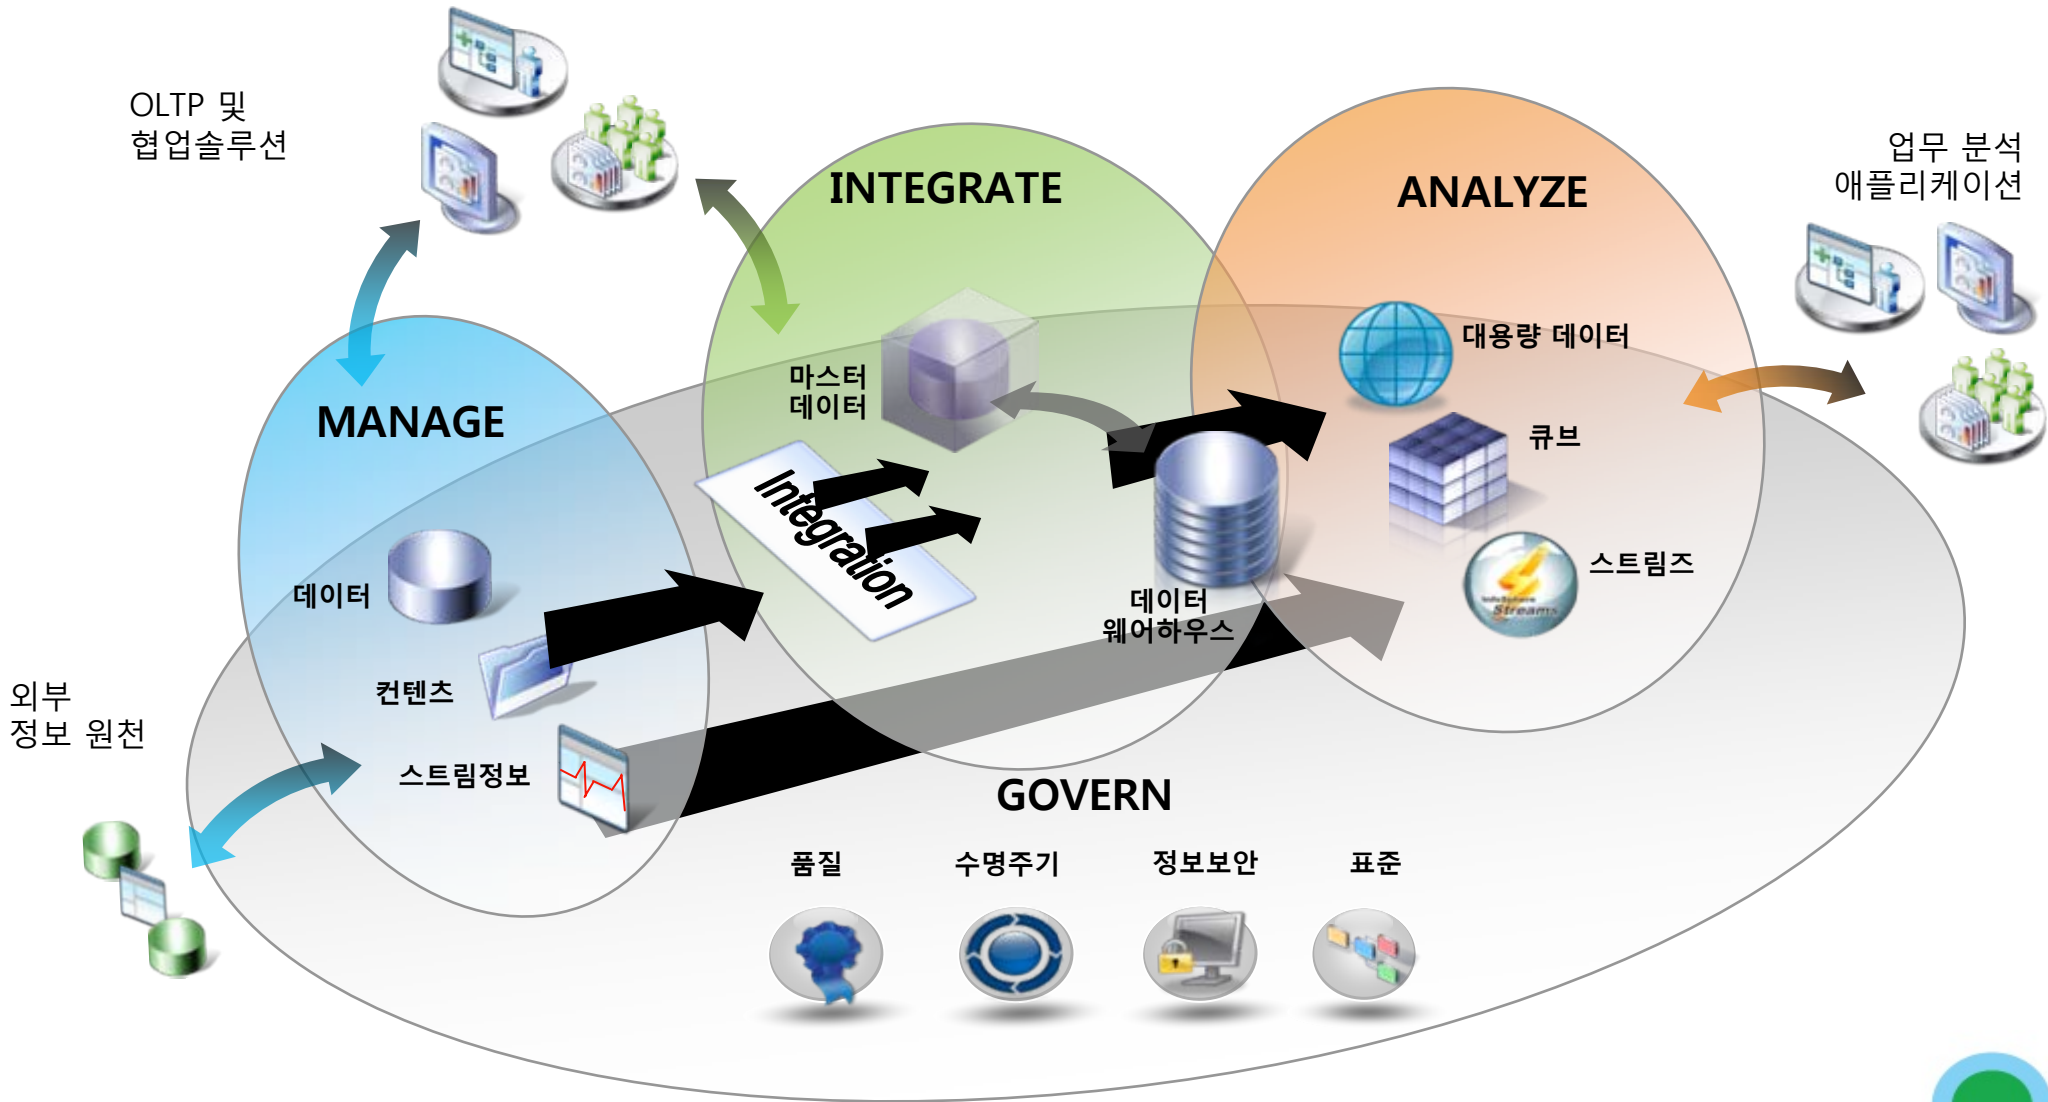 OLTP 및
협업솔루션
업무 분석
애플리케이션
INTEGRATE
ANALYZE
MANAGE
대용량 데이터
마스터
데이터
큐브
Integration
스트림즈
InfoSphere
Streams
데이터
데이터
웨어하우스
컨텐츠
외부
정보 원천
스트림정보
GOVERN
품질
수명주기
정보보안
표준